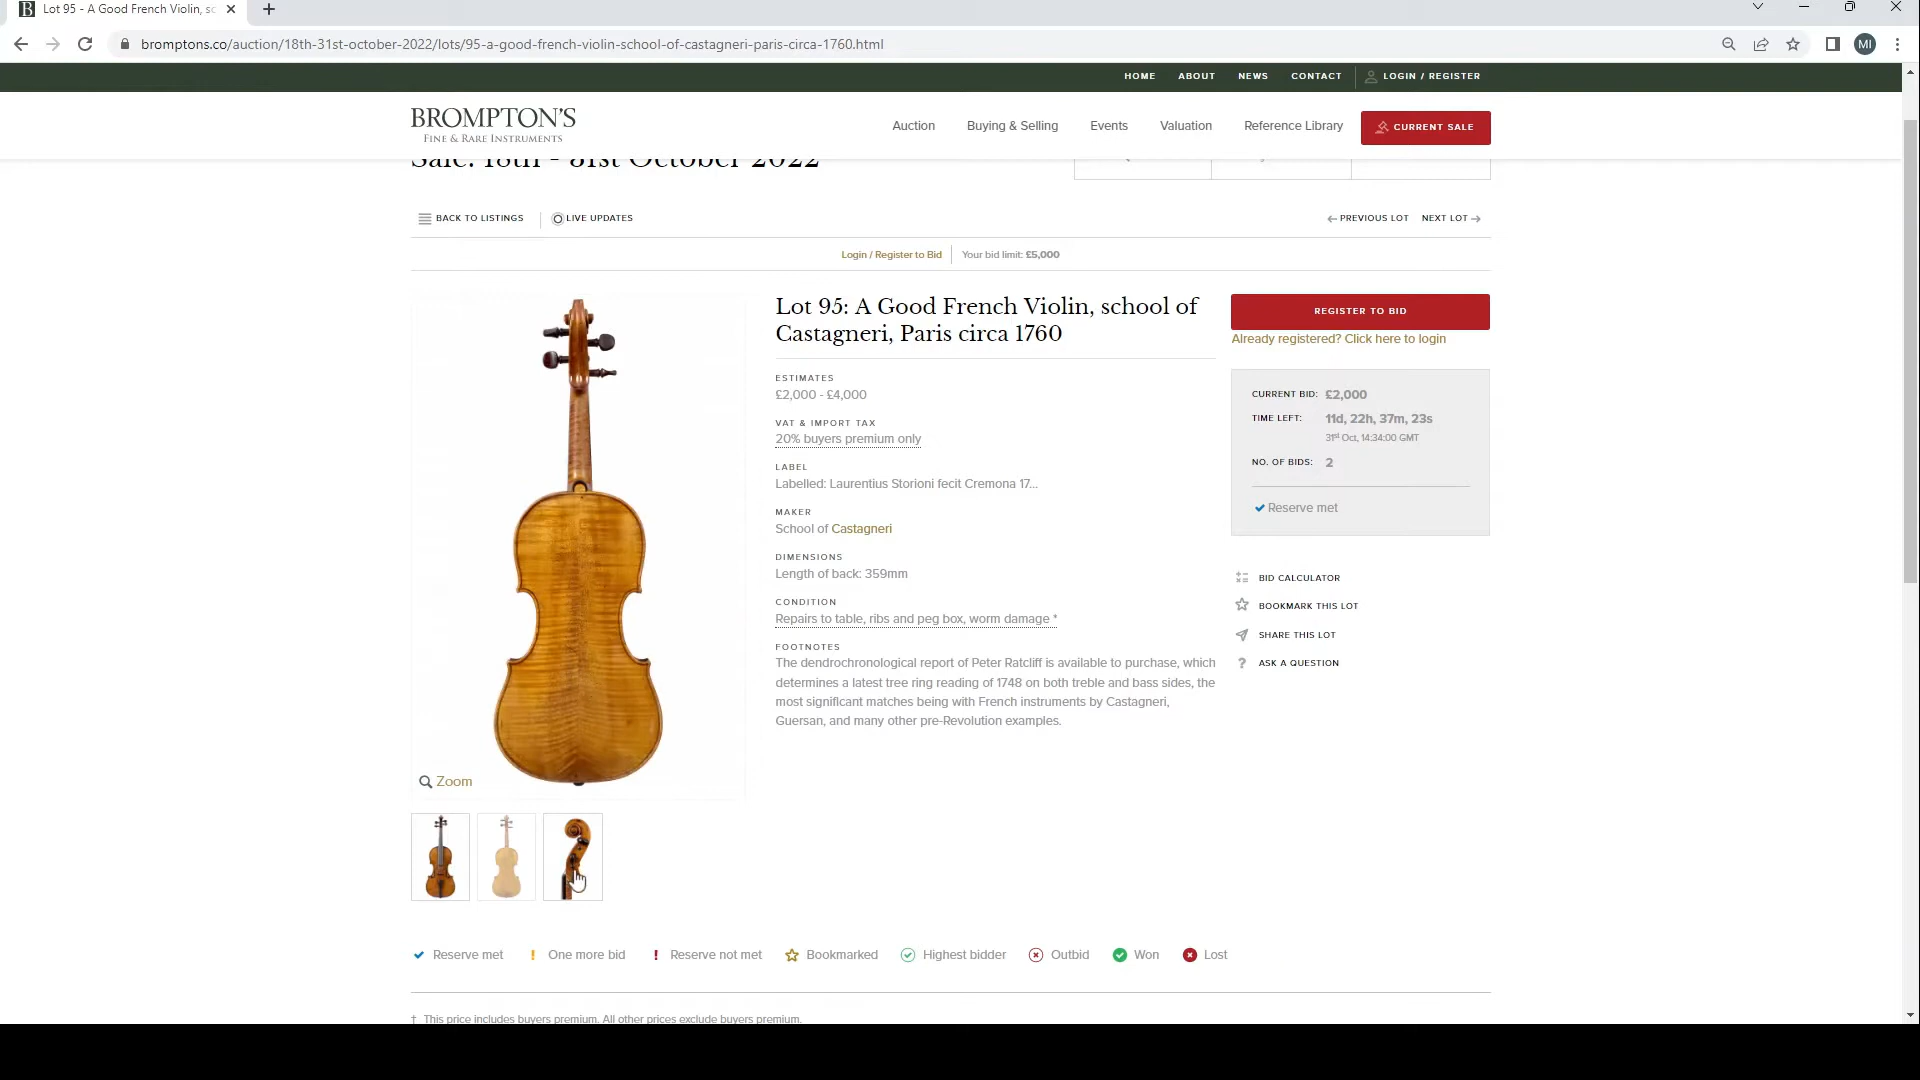 Lot 95 - A Good French Violin, sc
bromptons.co/auction/18th-31st-october-2022/lots/95-a-good-french-violin-school-of-castagneri-paris-circa-1760.html
MI
HOME ABOUT NEWS CONTACT LOGIN / REGISTER
BROMPTON'S
FINE & RARE INSTRUMENTS
Auction Buying & Selling Events Valuation Reference Library CURRENT SALE
Sale: 18th - 31st October 2022
BACK TO LISTINGS LIVE UPDATES PREVIOUS LOT NEXT LOT
Login / Register to Bid Your bid limit: £5,000
Lot 95: A Good French Violin, school of
Castagneri, Paris circa 1760
ESTIMATES
£2,000 - £4,000
VAT & IMPORT TAX
20% buyers premium only
LABEL
Labelled: Laurentius Storioni fecit Cremona 17...
MAKER
School of Castagneri
DIMENSIONS
Length of back: 359mm
CONDITION
Repairs to table, ribs and peg box, worm damage *
FOOTNOTES
The dendrochronological report of Peter Ratcliff is available to purchase, which
determines a latest tree ring reading of 1748 on both treble and bass sides, the
most significant matches being with French instruments by Castagneri,
Guersan, and many other pre-Revolution examples.
REGISTER TO BID
Already registered? Click here to login
CURRENT BID: £2,000
TIME LEFT: 11d, 22h, 37m, 23s
31st Oct, 14:34:00 GMT
NO. OF BIDS: 2
Reserve met
BID CALCULATOR
BOOKMARK THIS LOT
SHARE THIS LOT
? ASK A QUESTION
Zoom
Reserve met ! One more bid ! Reserve not met Bookmarked Highest bidder Outbid Won Lost
† This price includes buyers premium. All other prices exclude buyers premium.